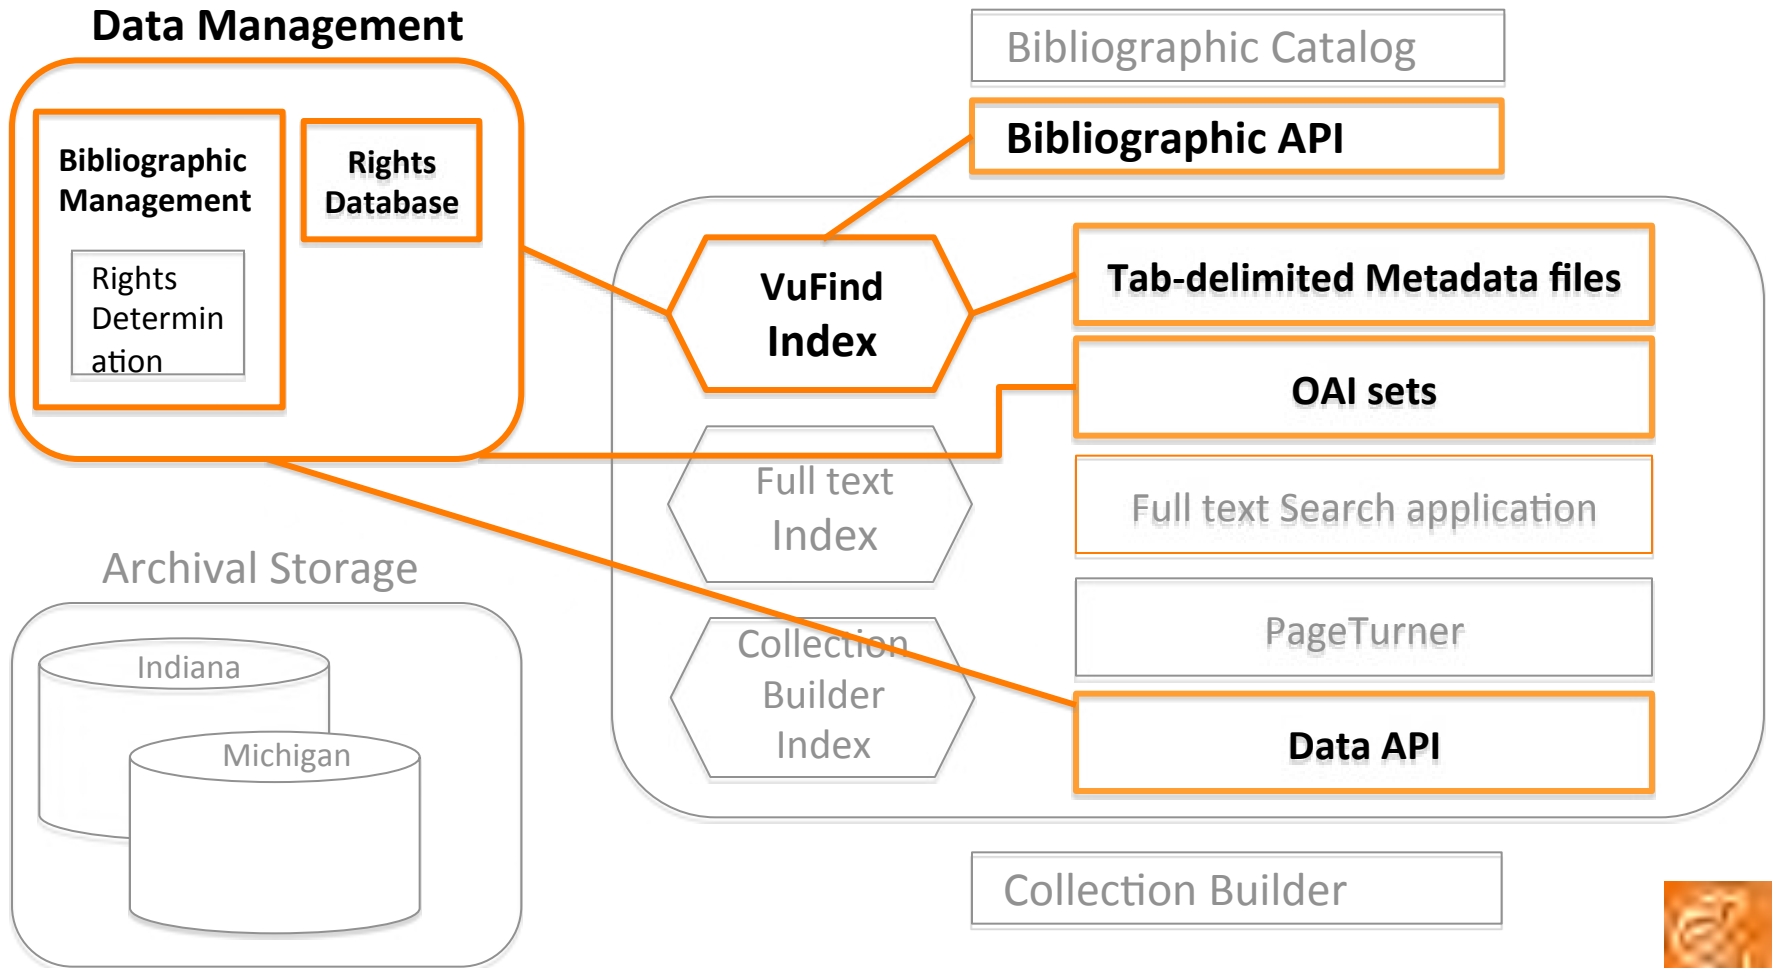 Data Management
Bibliographic
Management
Rights
Determin
ation
Rights
Database
Archival Storage
Indiana
Michigan
Bibliographic Catalog
Bibliographic API
VuFind
Index
Full text
Index
Collection
Builder
Index
Tab-delimited Metadata files
OAI sets
Full text Search application
PageTurner
Data API
Collection Builder